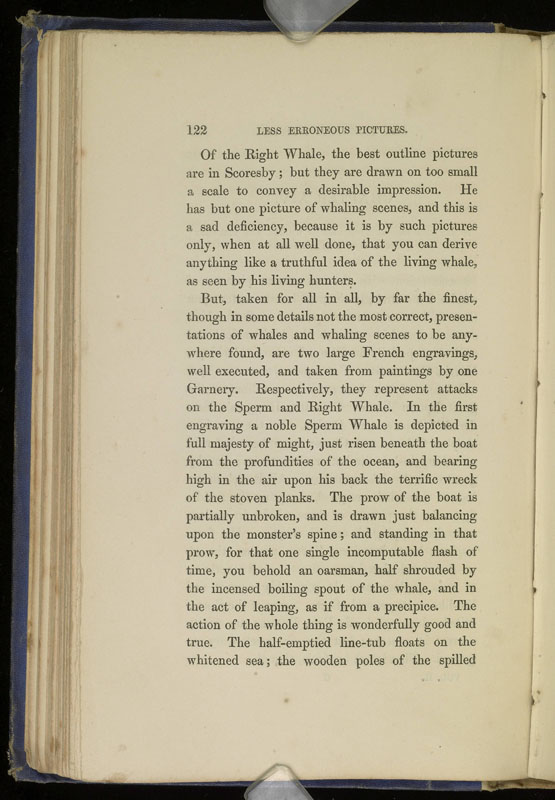 122 LESS ERRONEOUS PICTURES.
Of the Right Whale, the best outline pictures
are in Scoresby; but they are drawn on too small
a scale to convey a desirable impression. He
has but one picture of whaling scenes, and this is
a sad deficiency, because it is by such pictures
only, when at all well done, that you can derive
anything like a truthful idea of the living whale,
as seen by his living hunters.
But, taken for all in all, by far the finest,
though in some details not the most correct, presen-
tations of whales and whaling scenes to be any-
where found, are two large French engravings,
well executed, and taken from paintings by one
Garnery. Respectively, they represent attacks
on the Sperm and Right Whale. In the first
engraving a noble Sperm Whale is depicted in
full majesty of might, just risen beneath the boat
from the profundities of the ocean, and bearing
high in the air upon his back the terrific wreck
of the stoven planks. The prow of the boat is
partially unbroken, and is drawn just balancing
upon the monster's spine; and standing in that
prow, for that one single incomputable flash of
time, you behold an oarsman, half shrouded by
the incensed boiling spout of the whale, and in
the act of leaping, as if from a precipice. The
action of the whole thing is wonderfully good and
true. The half-emptied line-tub floats on the
whitened sea; the wooden poles of the spilled